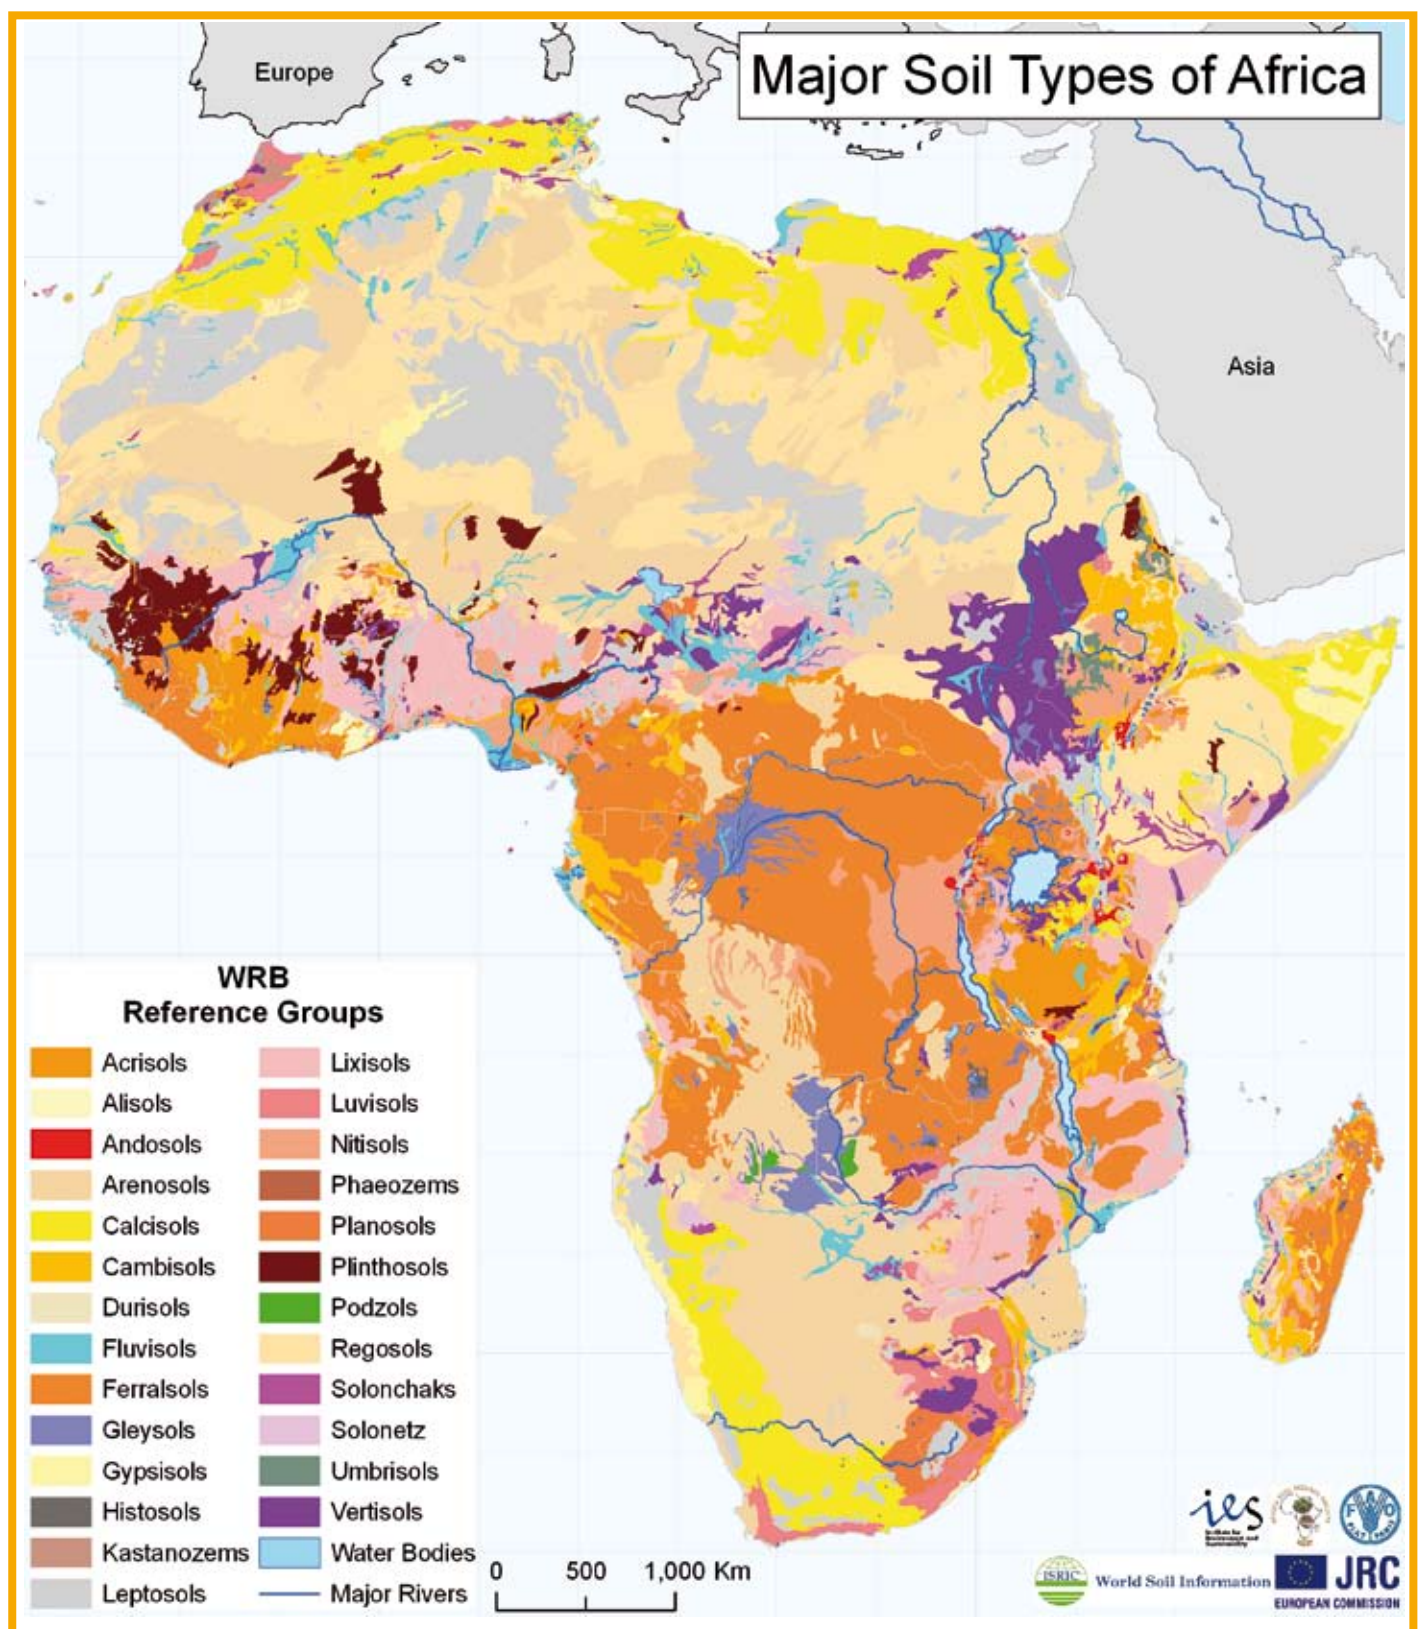 Major Soil Types of Africa
Europe
Asia
WRB
Reference Groups
Acrisols
Alisols
Andosols
Arenosols
Calcisols
Cambisols
Durisols
Fluvisols
Ferralsols
Gleysols
Gypsisols
Histosols
Kastanozems
Leptosols
Lixisols
Luvisols
Nitisols
Phaeozems
Planosols
Plinthosols
Podzols
Regosols
Solonchaks
Solonetz
Umbrisols
Vertisols
Water Bodies
Major Rivers
0 500 1,000 Km
ies
F A O
ISRIC
World Soil Information
JRC
EUROPEAN COMMISSION